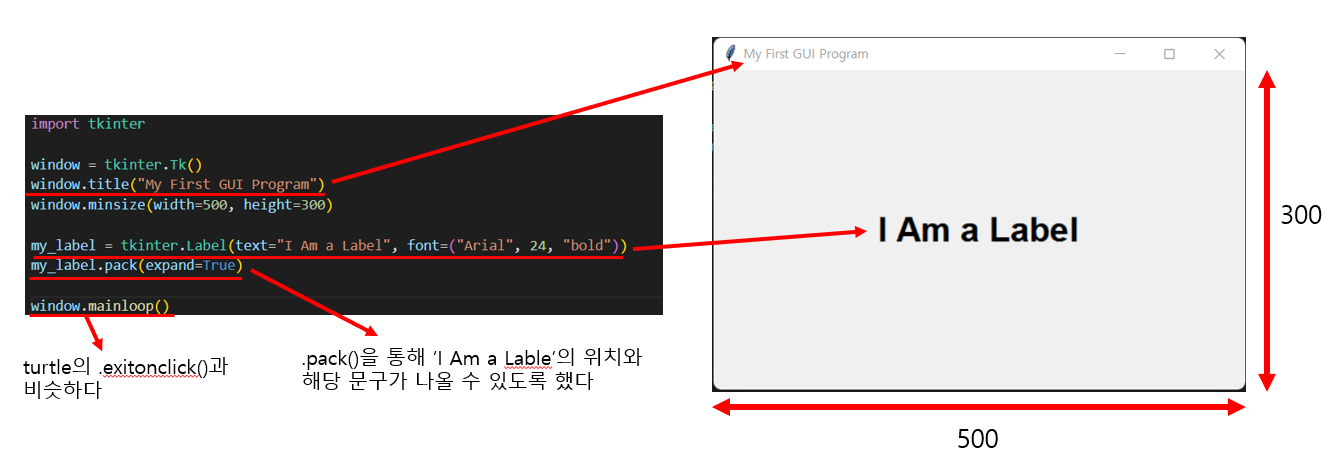 import tkinter
window = tkinter.Tk()
window.title("My First GUI Program")
window.minsize(width=500, height=300)
my_label = tkinter.Label(text="I Am a Label", font=("Arial", 24, "bold"))
my_label.pack(expand=True)
window.mainloop()
turtle의 .exitonclick()과
비슷하다
.pack()을 통해 ‘I Am a Lable’의 위치와
해당 문구가 나올 수 있도록 했다
My First GUI Program
I Am a Label
300
500